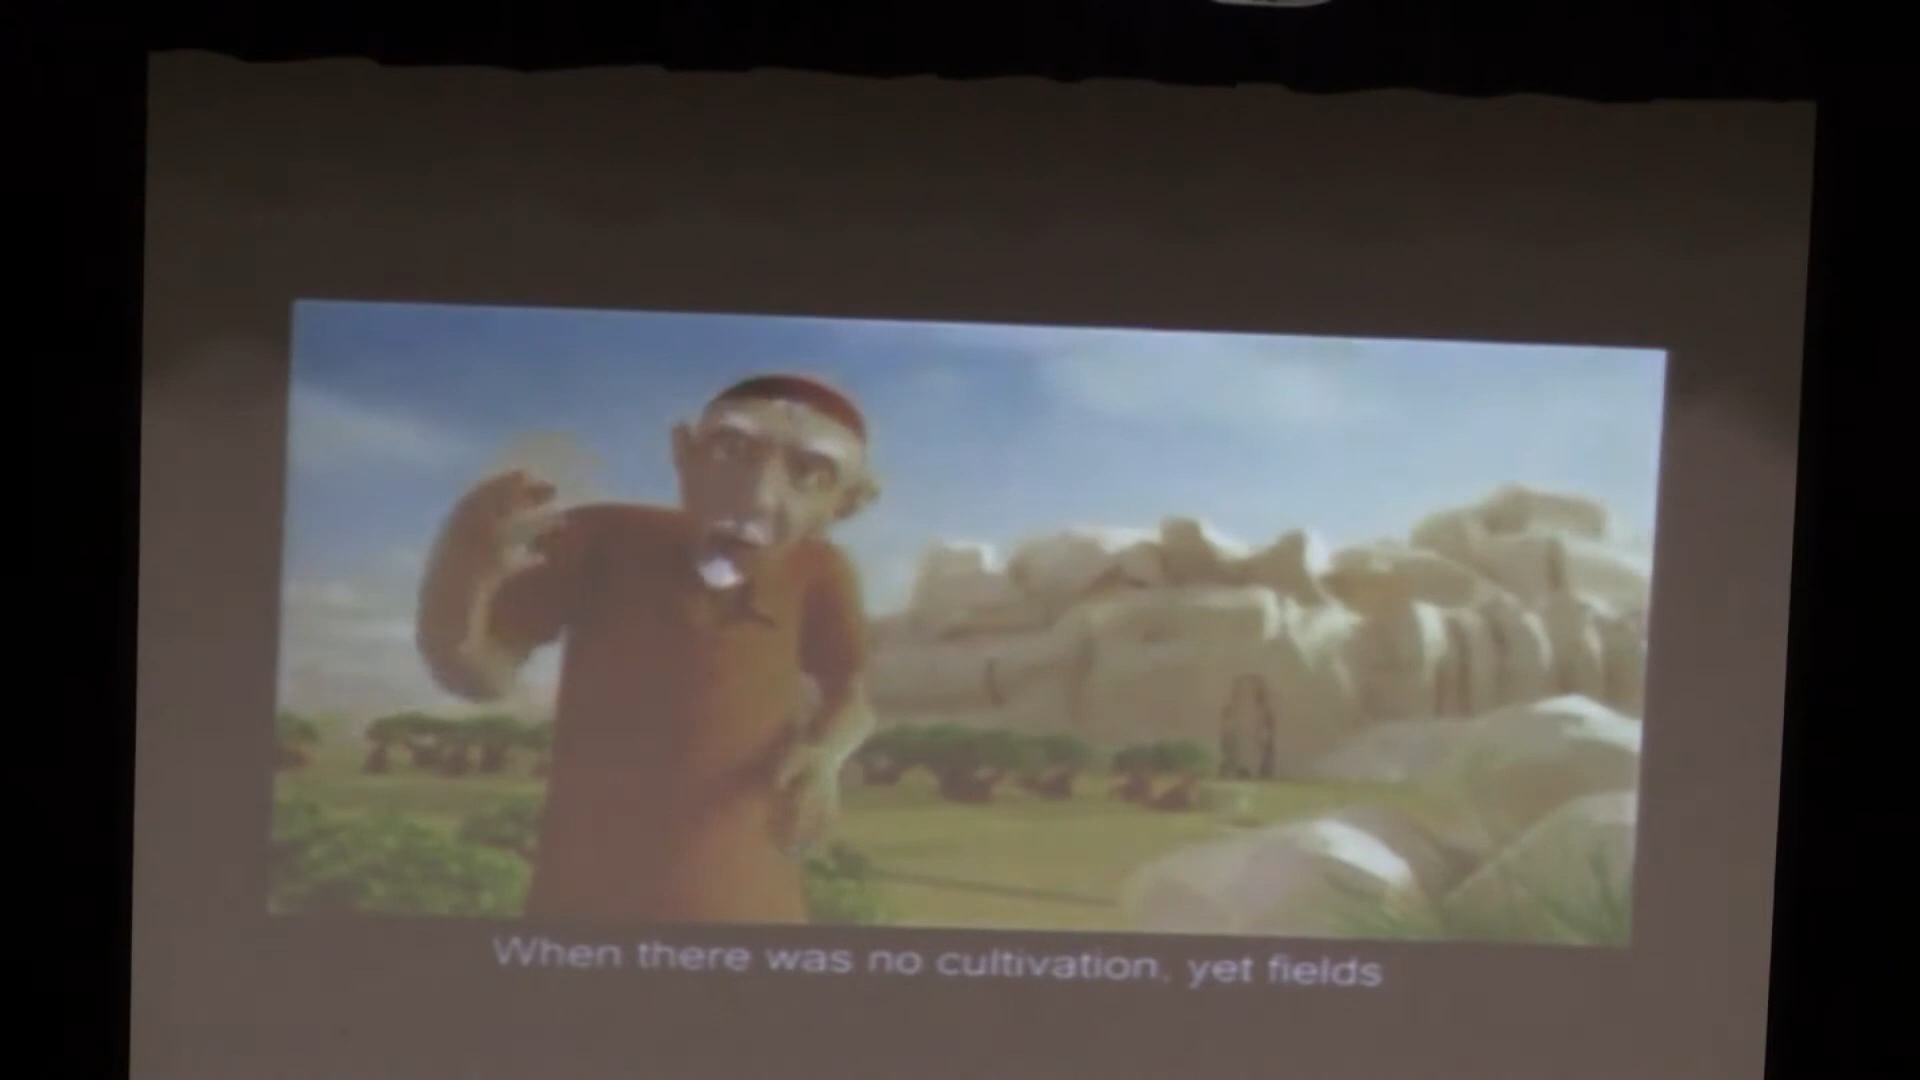 When there was no cultivation, yet fields